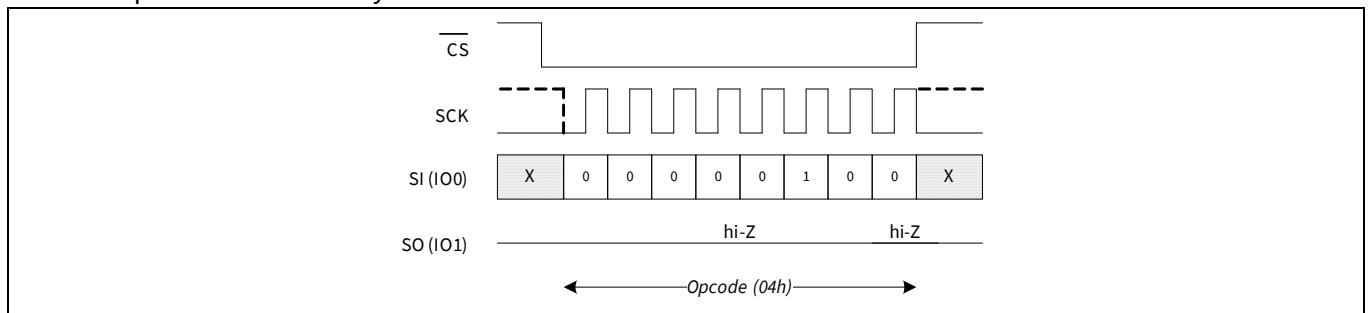 CS
SCK
SI (IO0) X 0 0 0 0 0 1 0 0 X
hi-Z hi-Z
SO (IO1)
Opcode (04h)